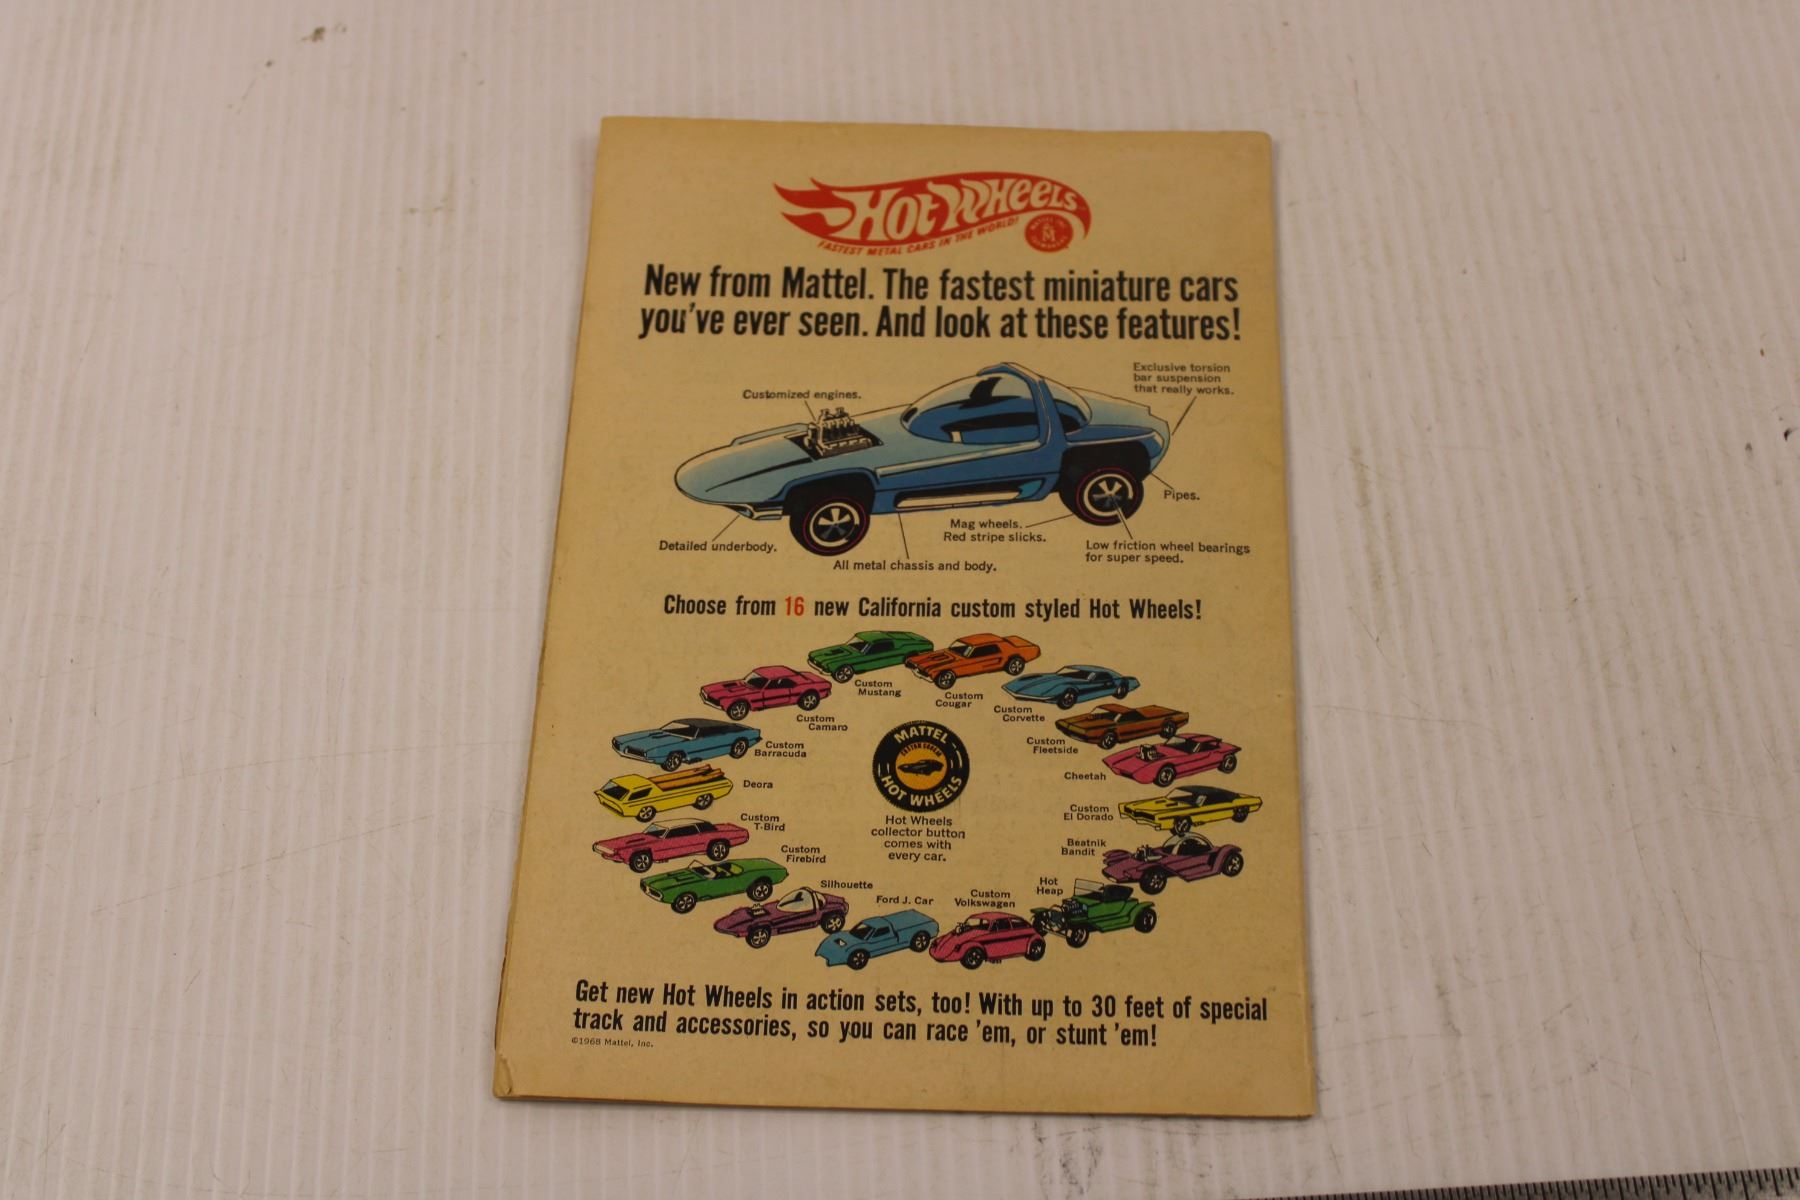 Hot Wheels
FASTEST METAL CARS IN THE WORLD!
New from Mattel. The fastest miniature cars
you've ever seen. And look at these features!
Exclusive torsion
bar suspension
that really works.
Customized engines.
Pipes.
Mag wheels.
Red stripe slicks.
Low friction wheel bearings
for super speed.
Detailed underbody.
All metal chassis and body.
Choose from 16 new California custom styled Hot Wheels!
Custom
Mustang
Custom
Cougar
Custom
Camaro
Custom
Corvette
Custom
Barracuda
Custom
Fleetside
Cheetah
Deora
Custom
El Dorado
Custom
T-Bird
Beatnik
Bandit
Custom
Firebird
Silhouette
Ford J. Car
Custom
Volkswagen
Hot
Heap
MATTEL
HOT WHEELS
Hot Wheels
collector button
comes with
every car.
Get new Hot Wheels in action sets, too! With up to 30 feet of special
track and accessories, so you can race 'em, or stunt 'em!
©1968 Mattel, Inc.